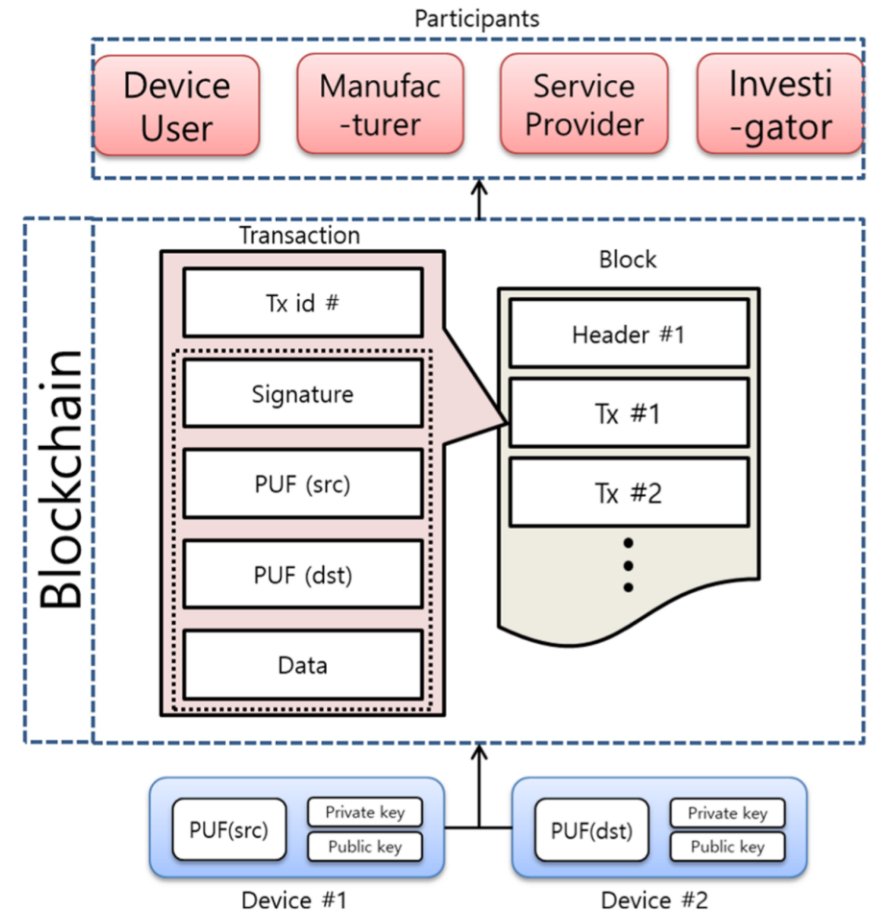 Participants
Device
User
Manufac
-turer
Service
Provider
Investi
-gator
Blockchain
Transaction
Tx id #
Signature
PUF (src)
PUF (dst)
Data
Block
Header #1
Tx #1
Tx #2
PUF(src)
Private key
Public key
Device #1
PUF(dst)
Private key
Public key
Device #2